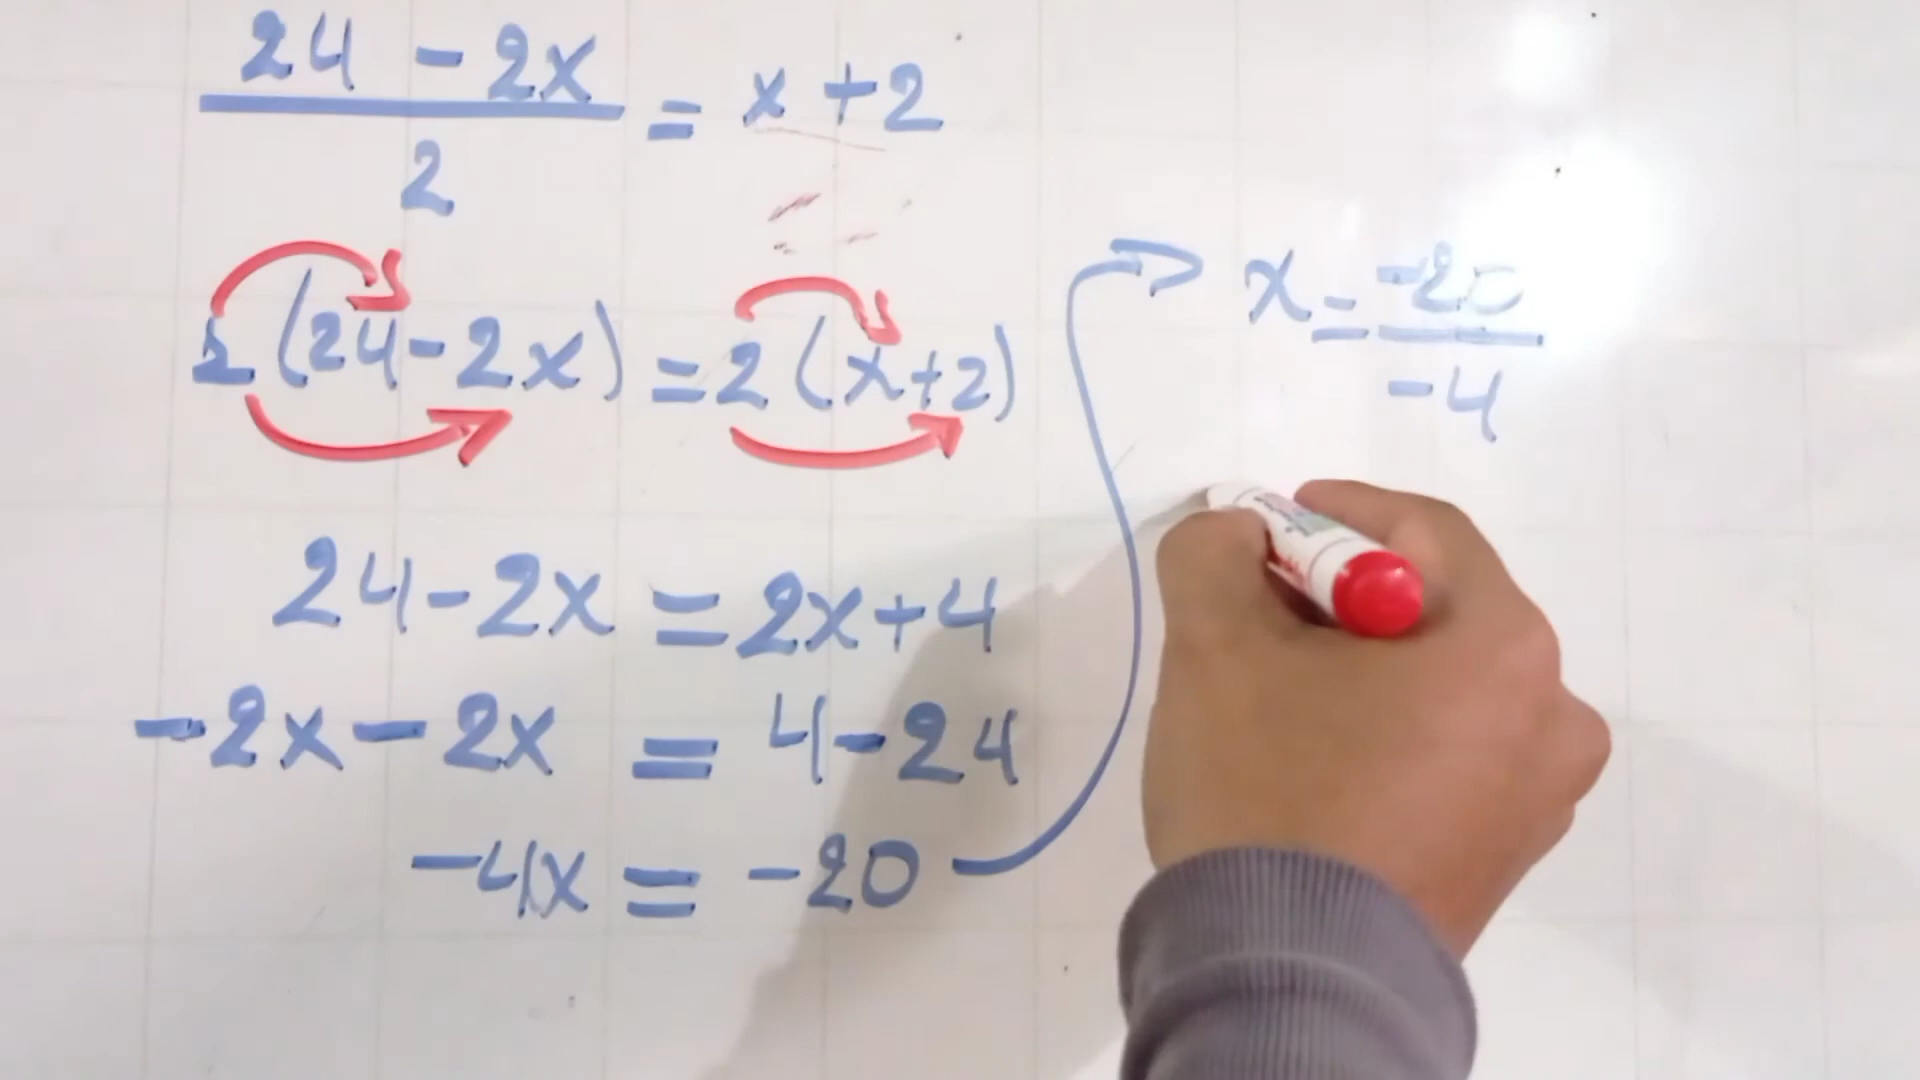 24 - 2x
2
= x + 2
2 (24 - 2x) = 2 (x + 2)
24 - 2x = 2x + 4
-2x - 2x = 4 - 24
-4x = -20
x = -20
-4